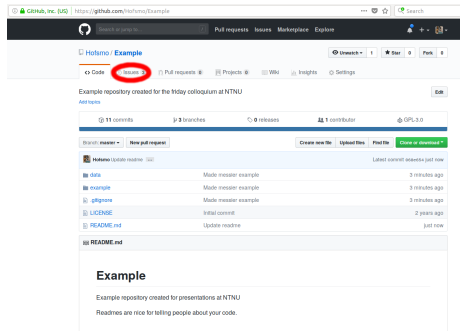 GitHub, Inc. (US) https://github.com/Hofsmo/Example Search
Search or jump to... Pull requests Issues Marketplace Explore
Hofsmo / Example Unwatch 1 Star 0 Fork 0
Code Issues Pull requests 0 Projects 0 Wiki Insights Settings
Example repository created for the friday colloquium at NTNU Edit
Add topics
11 commits 3 branches 0 releases 1 contributor GPL-3.0
Branch: master New pull request Create new file Upload files Find file Clone or download
Hofsmo Update readme Latest commit just now
data Made messier example 3 minutes ago
example Made messier example 3 minutes ago
.gitignore Made messier example 3 minutes ago
LICENSE Initial commit 2 years ago
README.md Update readme just now
README.md
Example
Example repository created for presentations at NTNU
Readmes are nice for telling people about your code.